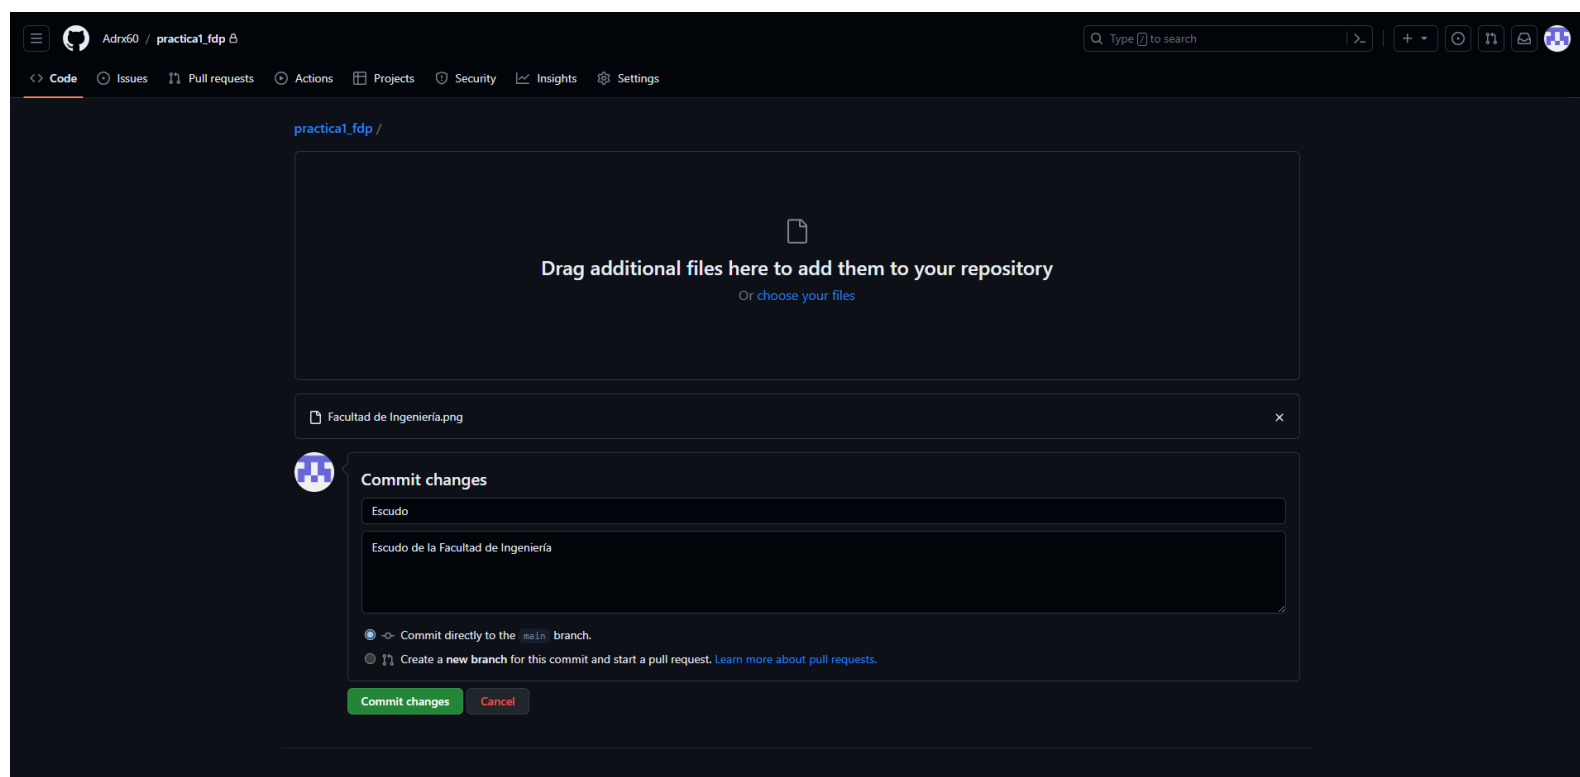 Adrx60 / practica1_fdp
Type / to search
Code Issues Pull requests Actions Projects Security Insights Settings
practica1_fdp /
Drag additional files here to add them to your repository
Or choose your files
Facultad de Ingeniería.png
Commit changes
Escudo
Escudo de la Facultad de Ingeniería
Commit directly to the main branch.
Create a new branch for this commit and start a pull request. Learn more about pull requests.
Commit changes Cancel